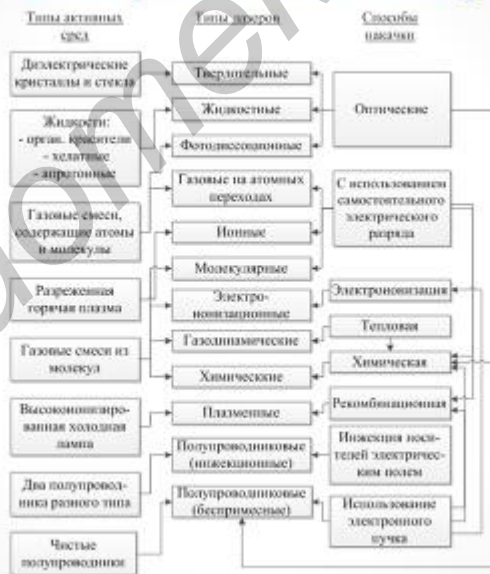 Типы активных
сред
Типы лазеров
Способы
накачки
Диэлектрические
кристаллы и стекла
Жидкости:
- орган. красители
- хелатные
- апротонные
Газовые смеси,
содержащие атомы
и молекулы
Разреженная
горячая плазма
Газовые смеси из
молекул
Высокоионизиро-
ванная холодная
лампа
Два полупровод-
ника разного типа
Чистые
полупроводники
Твердотельные
Жидкостные
Фотодиссоционные
Газовые на атомных
переходах
Ионные
Молекулярные
Электро-
ионизационные
Газодинамические
Химические
Плазменные
Полупроводниковые
(инжекционные)
Полупроводниковые
(беспримесные)
Оптические
С использованием
самостоятельного
электрического
разряда
Электроионизация
Тепловая
Химическая
Рекомбинационная
Инжекция носи-
телей электричес-
ким полем
Использование
электронного
пучка